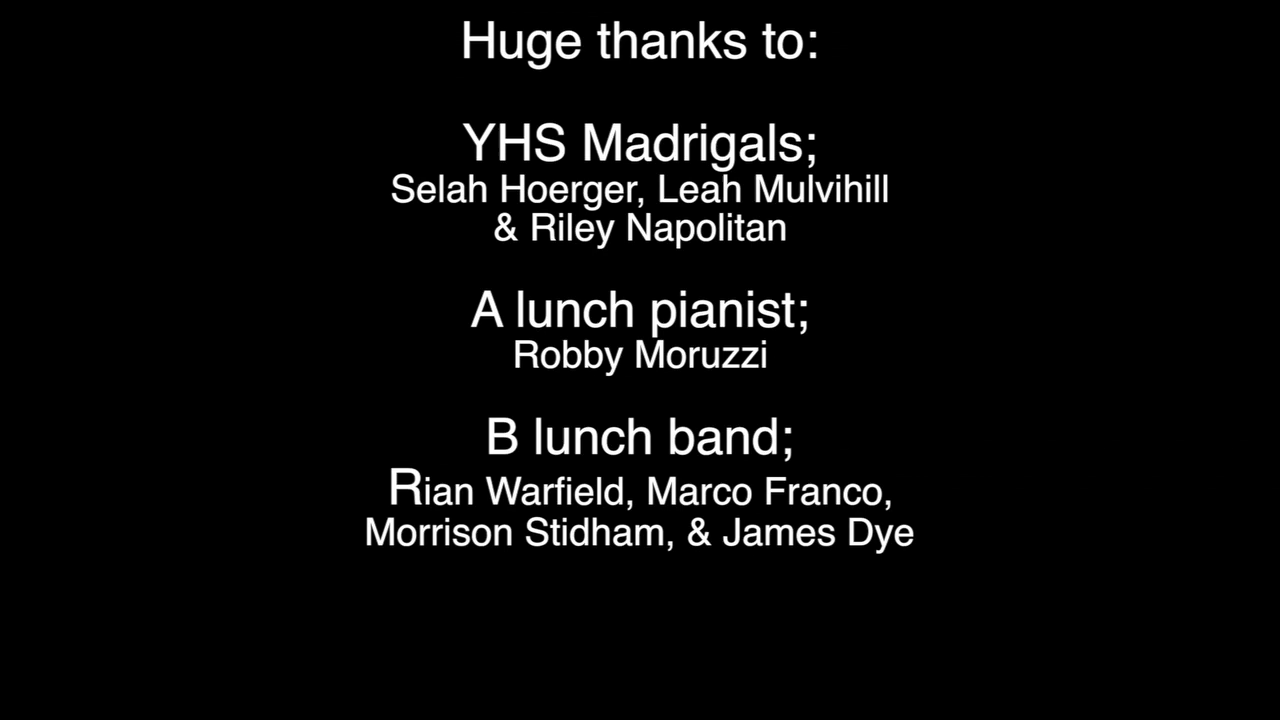 Huge thanks to:
YHS Madrigals;
Selah Hoerger, Leah Mulvihill
& Riley Napolitan
A lunch pianist;
Robby Moruzzi
B lunch band;
Rian Warfield, Marco Franco,
Morrison Stidham, & James Dye